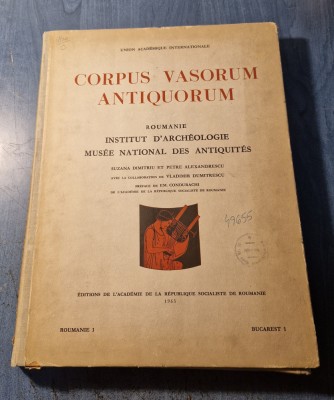 UNION ACADÉMIQUE INTERNATIONALE
CORPUS VASORUM
ANTIQUORUM
ROUMANIE
INSTITUT D'ARCHÉOLOGIE
MUSÉE NATIONAL DES ANTIQUITÉS
SUZANA DIMITRIU ET PETRE ALEXANDRESCU
AVEC LA COLLABORATION DE VLADIMIR DUMITRESCU
PRÉFACE DE EM. CONDURACHI
DE L'ACADÉMIE DE LA RÉPUBLIQUE SOCIALISTE DE ROUMANIE
49655
ÉDITIONS DE L'ACADÉMIE DE LA RÉPUBLIQUE SOCIALISTE DE ROUMANIE
1965
ROUMANIE 1
BUCAREST 1